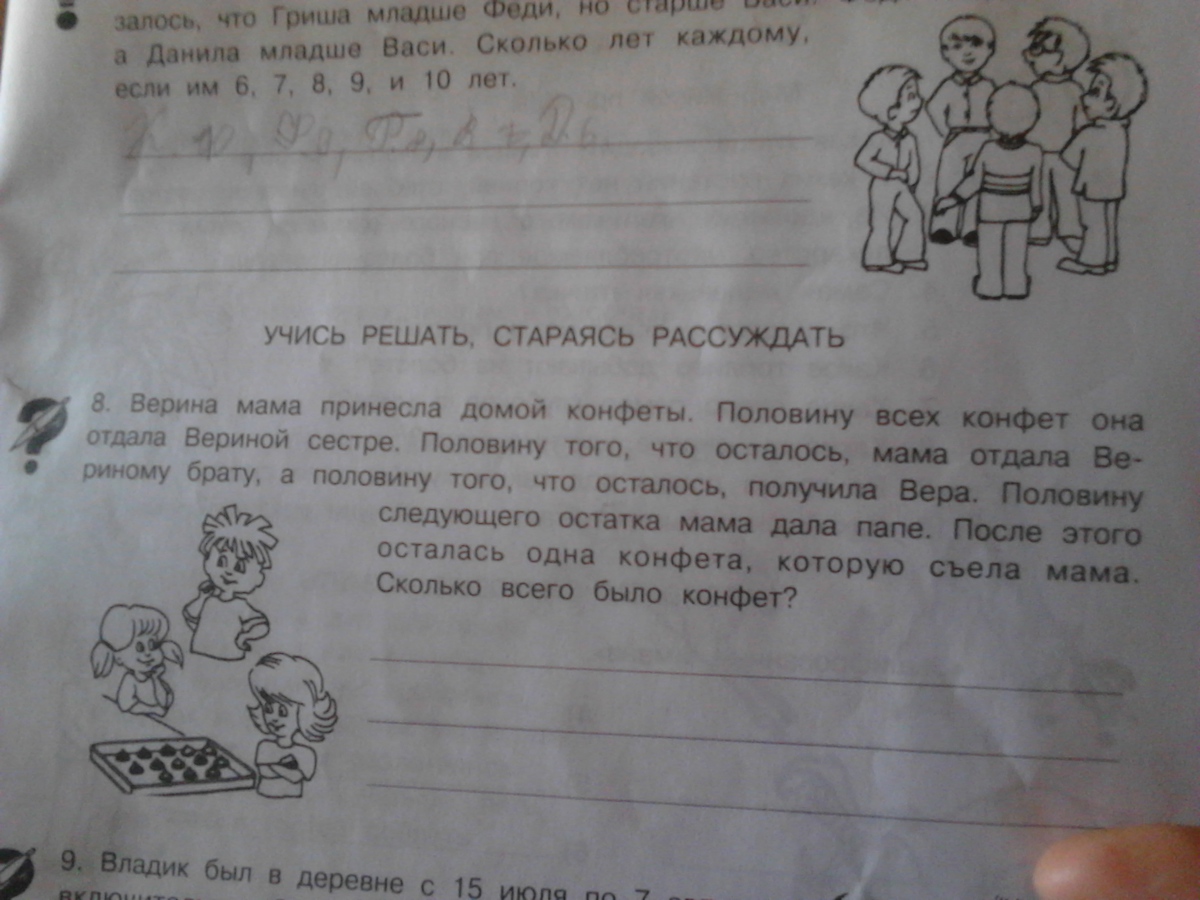 залось, что Гриша младше Феди, но старше Васи.
а Данила младше Васи. Сколько лет каждому,
если им 6, 7, 8, 9, и 10 лет.
УЧИСЬ РЕШАТЬ, СТАРАЯСЬ РАССУЖДАТЬ
8. Верина мама принесла домой конфеты. Половину всех конфет она
отдала Вериной сестре. Половину того, что осталось, мама отдала Ве-
риному брату, а половину того, что осталось, получила Вера. Половину
следующего остатка мама дала папе. После этого
осталась одна конфета, которую съела мама.
Сколько всего было конфет?
9. Владик был в деревне с 15 июля по 7